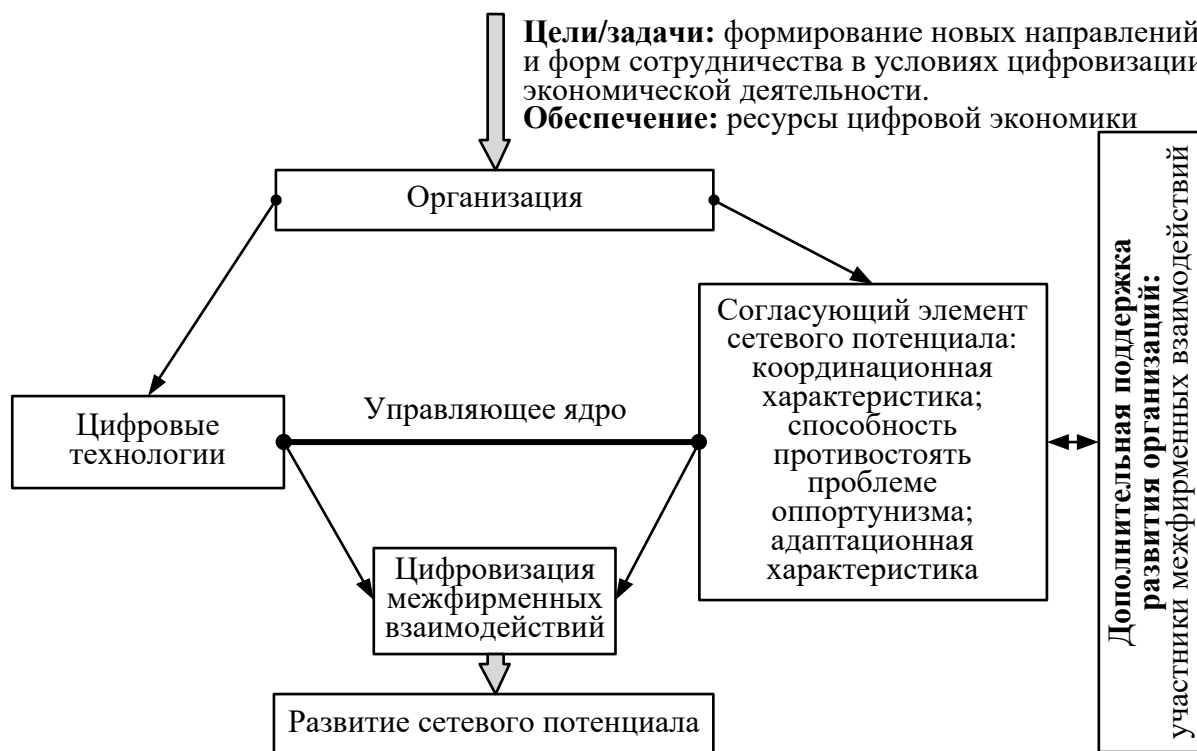 Цели/задачи: формирование новых направлений
и форм сотрудничества в условиях цифровизации
экономической деятельности.
Обеспечение: ресурсы цифровой экономики
Организация
Цифровые
технологии
Управляющее ядро
Согласующий элемент
сетевого потенциала:
координационная
характеристика;
способность
противостоять
проблеме
оппортунизма;
адаптационная
характеристика
Дополнительная поддержка
развития организаций:
участники межфирменных взаимодействий
Цифровизация
межфирменных
взаимодействий
Развитие сетевого потенциала